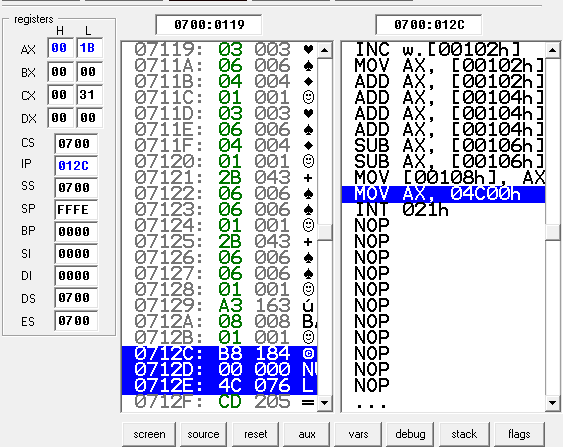 registers
H L
AX 00 1B
BX 00 00
CX 00 31
DX 00 00
CS 0700
IP 012C
SS 0700
SP FFFE
BP 0000
SI 0000
DI 0000
DS 0700
ES 0700
0700:0119
07119: 03 003 ♥
0711A: 06 006 ♠
0711B: 04 004 ♦
0711C: 01 001 ☺
0711D: 03 003 ♥
0711E: 06 006 ♠
0711F: 04 004 ♦
07120: 01 001 ☺
07121: 2B 043 +
07122: 06 006 ♠
07123: 06 006 ♠
07124: 01 001 ☺
07125: 2B 043 +
07126: 06 006 ♠
07127: 06 006 ♠
07128: 01 001 ☺
07129: A3 163 ú
0712A: 08 008 BA
0712B: 01 001 ☺
0712C: B8 184 ©
0712D: 00 000 NU
0712E: 4C 076 L
0712F: CD 205 =
0700:012C
INC w.[00102h]
MOV AX, [00102h]
ADD AX, [00102h]
ADD AX, [00104h]
ADD AX, [00104h]
ADD AX, [00104h]
SUB AX, [00106h]
SUB AX, [00106h]
MOV [00108h], AX
MOV AX, 04C00h
INT 021h
NOP
NOP
NOP
NOP
NOP
NOP
NOP
NOP
NOP
NOP
NOP
...
screen source reset aux vars debug stack flags